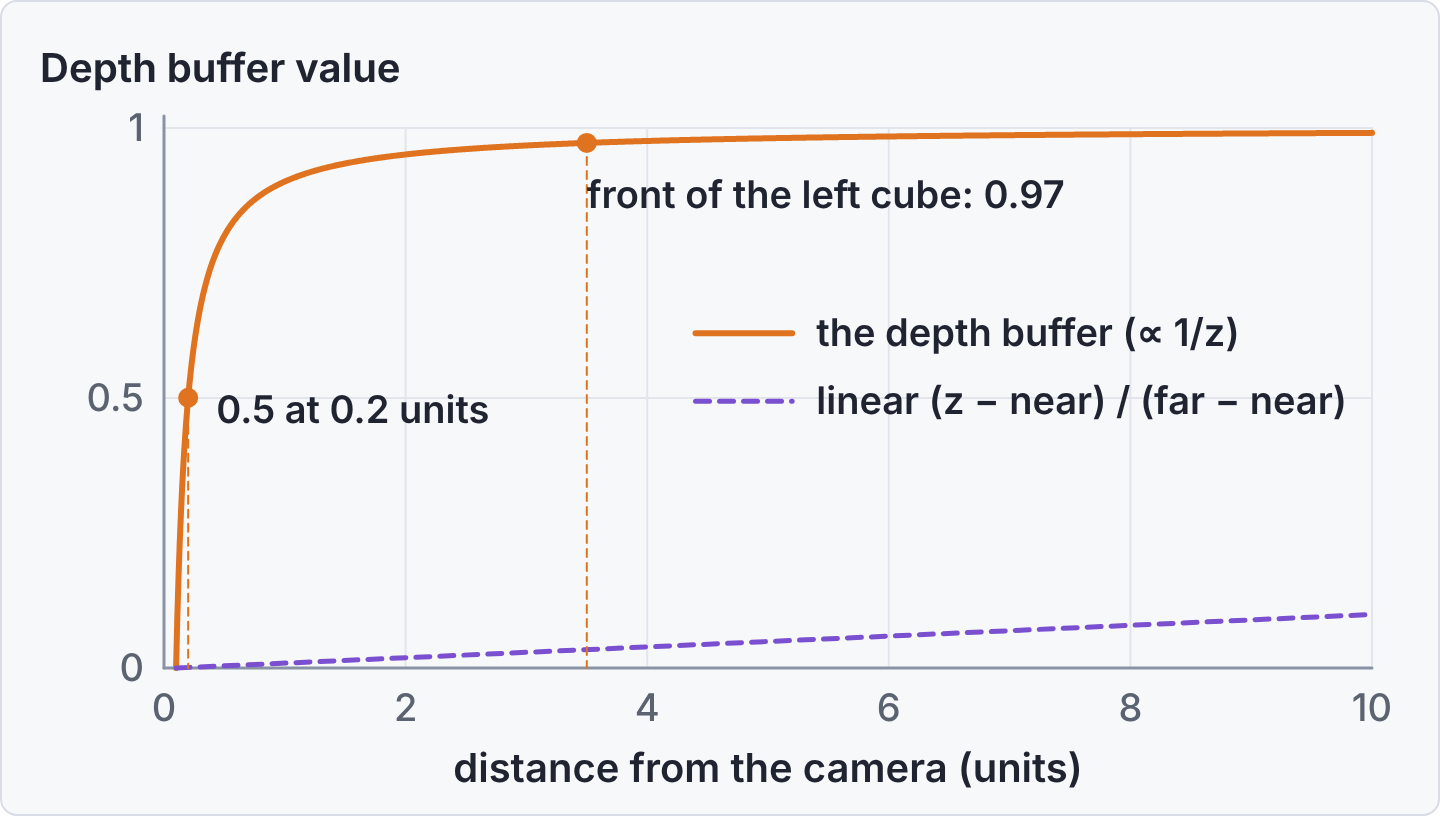 Depth buffer value
1
front of the left cube: 0.97
the depth buffer (∝ 1/z)
0.5
0.5 at 0.2 units
linear (z − near) / (far − near)
0
0 2 4 6 8 10
distance from the camera (units)